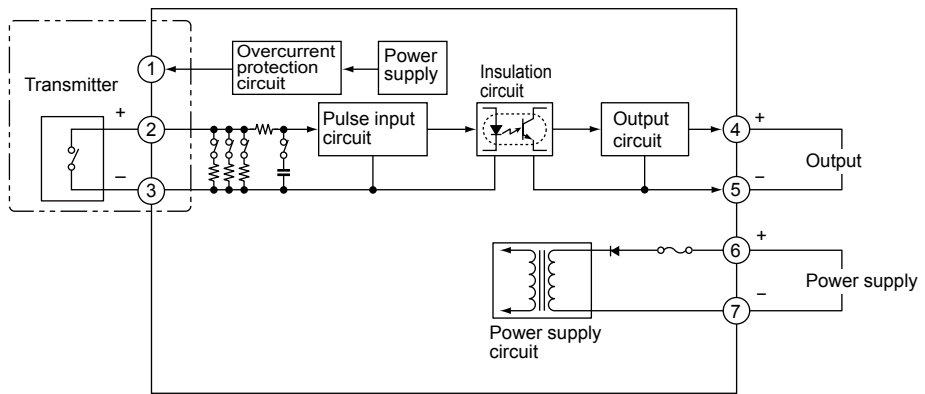 Transmitter
1
Overcurrent
protection
circuit
Power
supply
+
2
−
3
Pulse input
circuit
Insulation
circuit
Output
circuit
4
+
Output
5
−
6
+
Power supply
7
−
Power supply
circuit